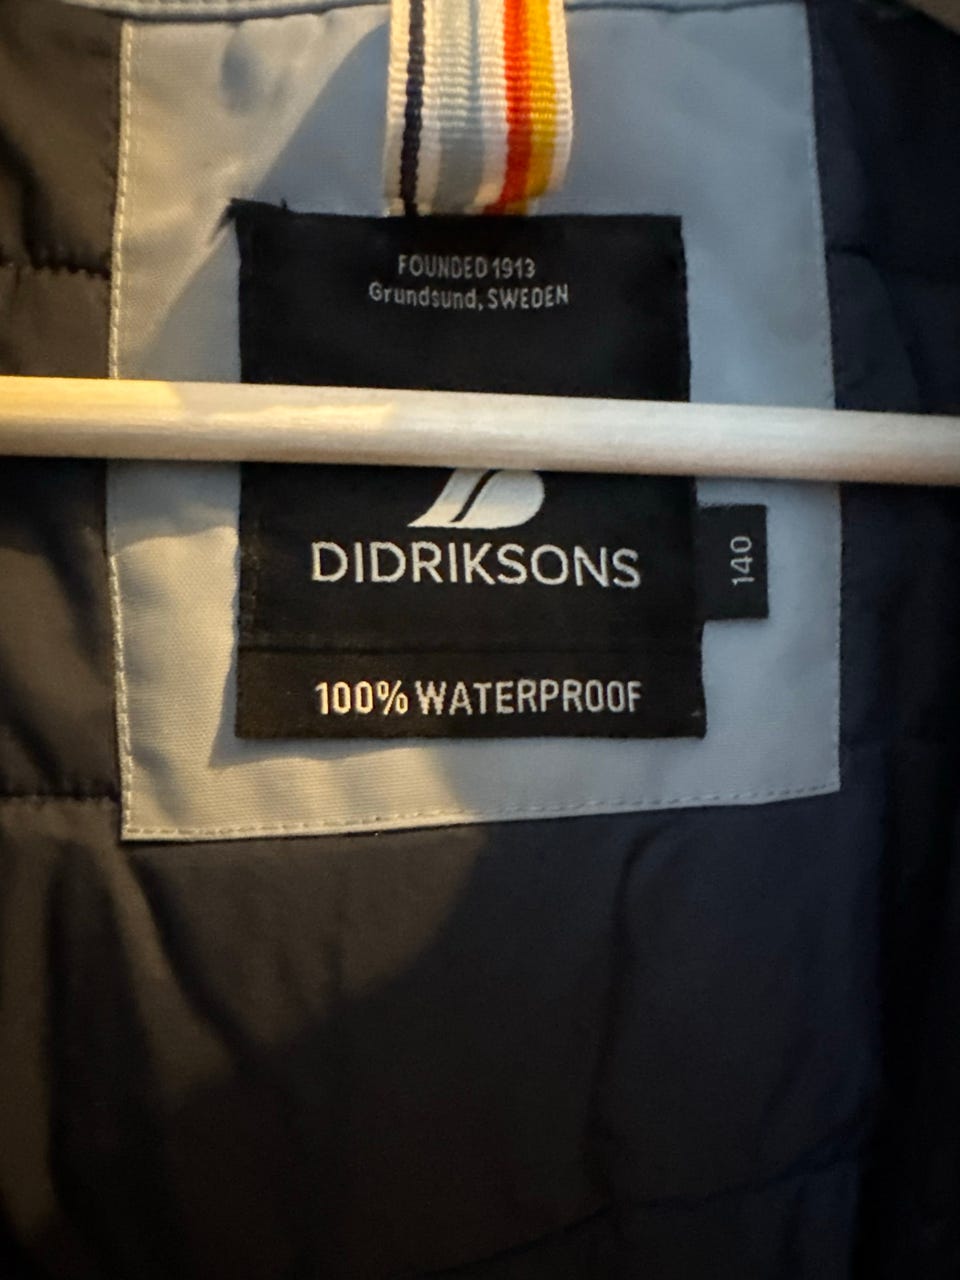 FOUNDED 1913
Grundsund, SWEDEN
DIDRIKSONS
140
100% WATERPROOF